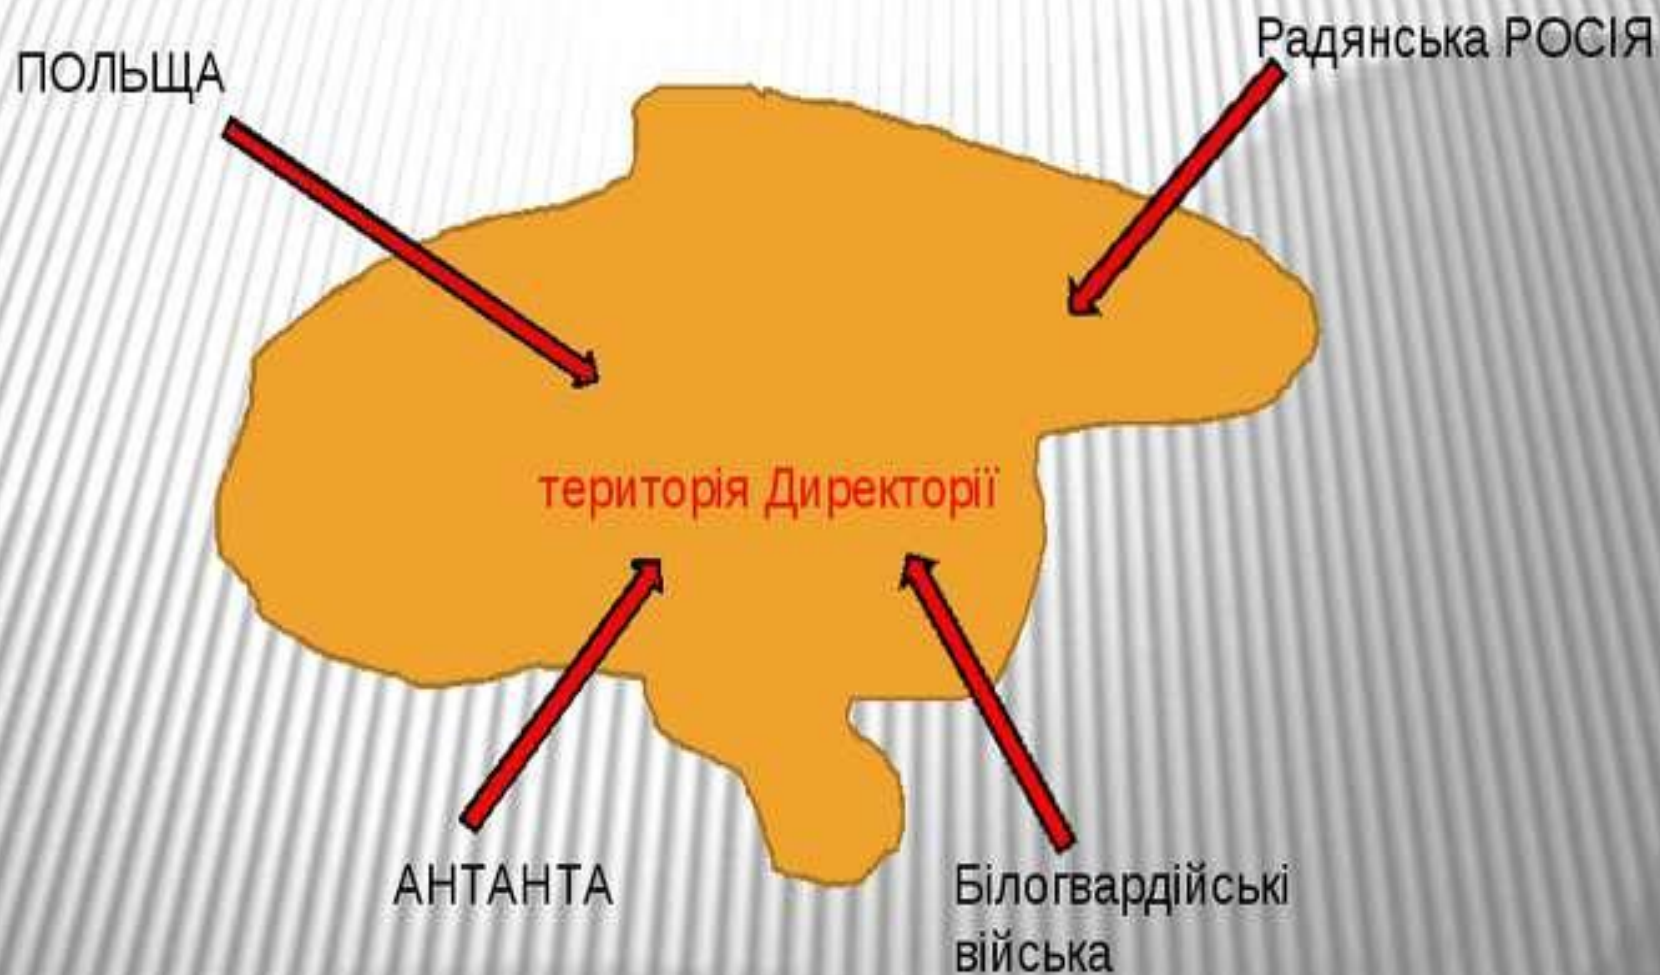 ПОЛЬЩА
Радянська РОСІЯ
територія Директорії
АНТАНТА
Білогвардійські
війська